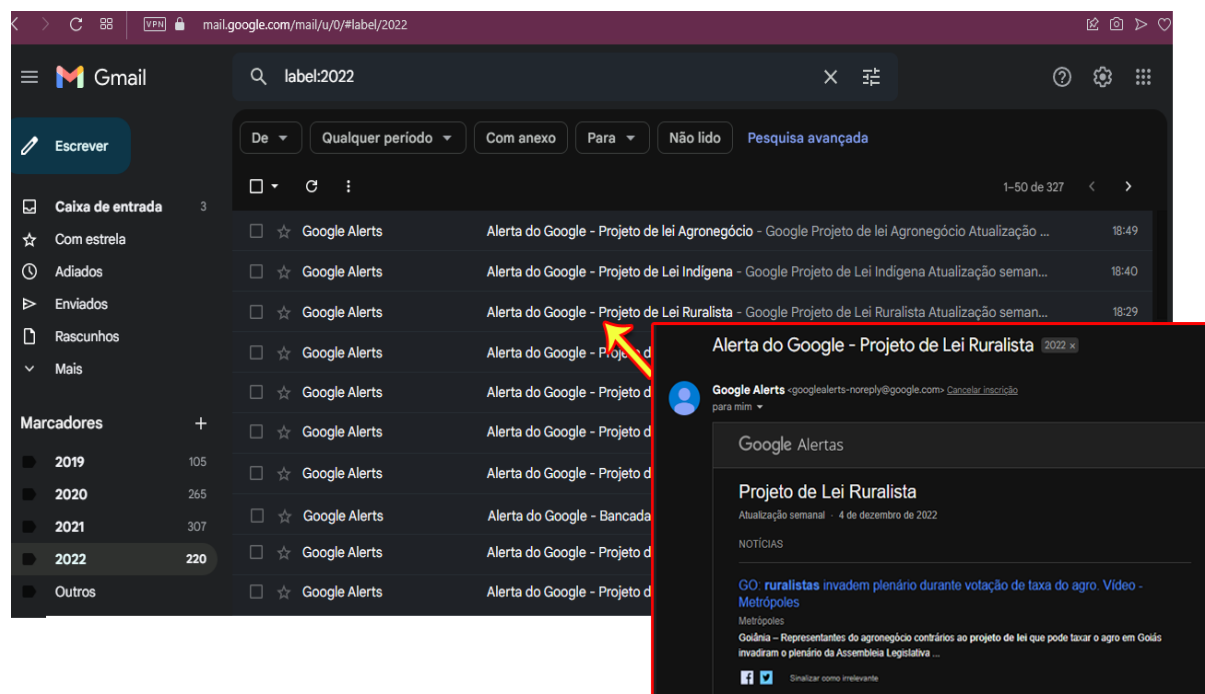 VPN mail.google.com/mail/u/0/#label/2022
Gmail
label:2022
Escrever
De Qualquer período Com anexo Para Não lido Pesquisa avançada
1–50 de 327
Caixa de entrada 3
Com estrela
Adiados
Enviados
Rascunhos
Mais
Marcadores +
2019 105
2020 265
2021 307
2022 220
Outros
Google Alerts Alerta do Google - Projeto de lei Agronegócio - Google Projeto de lei Agronegócio Atualização ... 18:49
Google Alerts Alerta do Google - Projeto de Lei Indígena - Google Projeto de Lei Indígena Atualização seman... 18:40
Google Alerts Alerta do Google - Projeto de Lei Ruralista - Google Projeto de Lei Ruralista Atualização seman... 18:29
Google Alerts Alerta do Google - Projeto d
Google Alerts Alerta do Google - Projeto d
Google Alerts Alerta do Google - Projeto d
Google Alerts Alerta do Google - Projeto d
Google Alerts Alerta do Google - Bancada
Google Alerts Alerta do Google - Projeto d
Google Alerts Alerta do Google - Projeto d
Alerta do Google - Projeto de Lei Ruralista 2022 x
Google Alerts <googlealerts-noreply@google.com> Cancelar inscrição
para mim
Google Alertas
Projeto de Lei Ruralista
Atualização semanal · 4 de dezembro de 2022
NOTÍCIAS
GO: ruralistas invadem plenário durante votação de taxa do agro. Vídeo -
Metrópoles
Metrópoles
Goiânia – Representantes do agronegócio contrários ao projeto de lei que pode taxar o agro em Goiás
invadiram o plenário da Assembleia Legislativa ...
Sinalizar como irrelevante